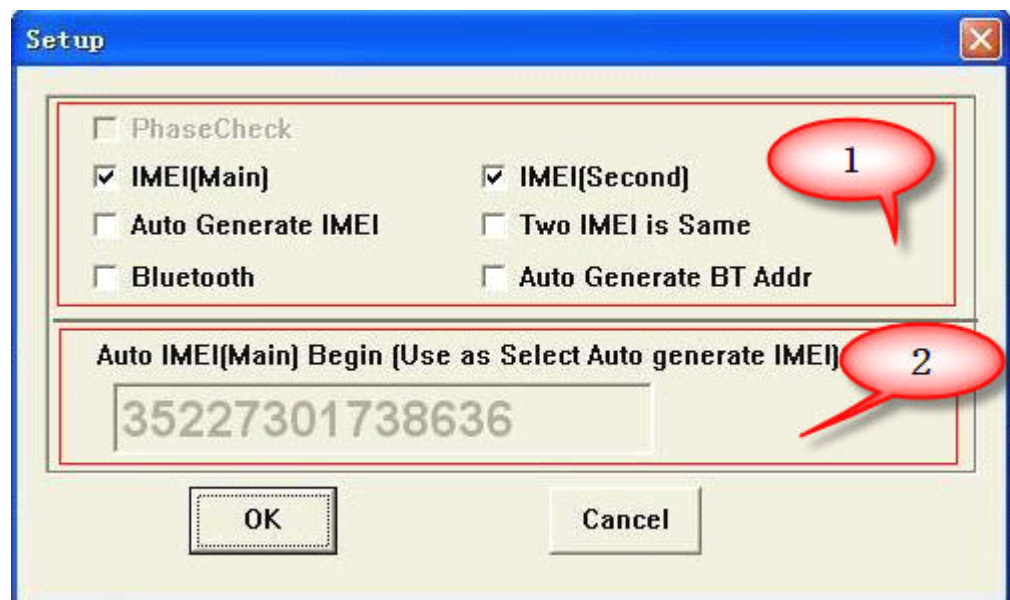 Setup
PhaseCheck
1
IMEI(Main) IMEI(Second)
Auto Generate IMEI Two IMEI is Same
Bluetooth Auto Generate BT Addr
Auto IMEI(Main) Begin (Use as Select Auto generate IMEI)
2
35227301738636
OK Cancel